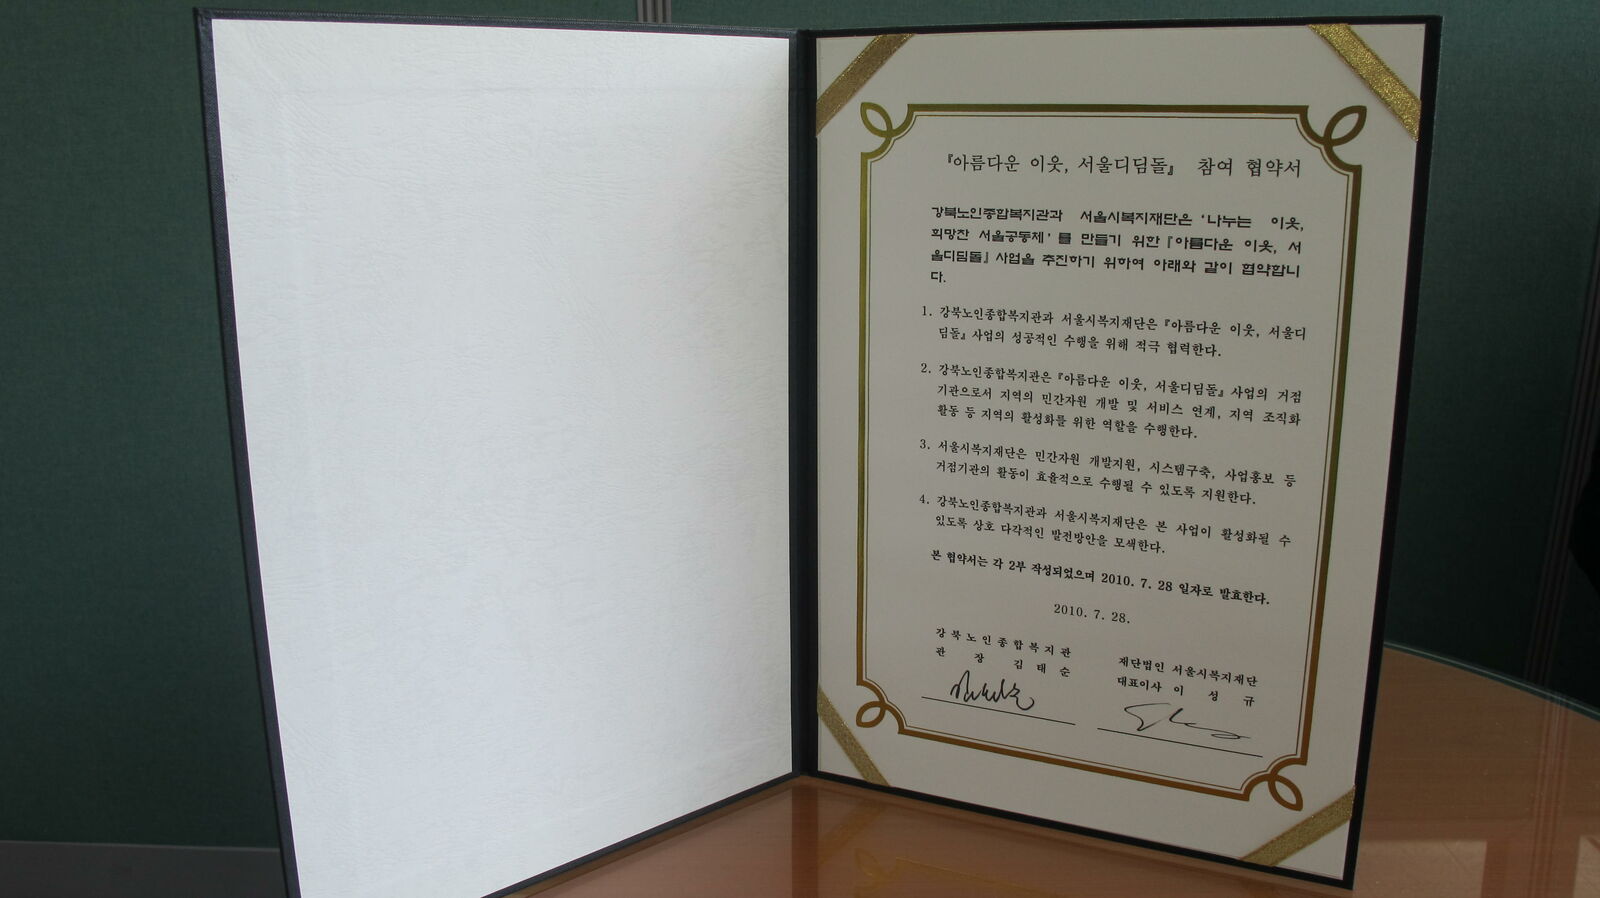 『아름다운 이웃, 서울디딤돌』 참여 협약서
강북노인종합복지관과 서울시복지재단은 '나누는 이웃,
희망찬 서울공동체' 를 만들기 위한『아름다운 이웃, 서
울디딤돌』사업을 추진하기 위하여 아래와 같이 협약합니
다.
1. 강북노인종합복지관과 서울시복지재단은『아름다운 이웃, 서울디
딤돌』사업의 성공적인 수행을 위해 적극 협력한다.
2. 강북노인종합복지관은『아름다운 이웃, 서울디딤돌』사업의 거점
기관으로서 지역의 민간자원 개발 및 서비스 연계, 지역 조직화
활동 등 지역의 활성화를 위한 역할을 수행한다.
3. 서울시복지재단은 민간자원 개발지원, 시스템구축, 사업홍보 등
거점기관의 활동이 효율적으로 수행될 수 있도록 지원한다.
4. 강북노인종합복지관과 서울시복지재단은 본 사업이 활성화될 수
있도록 상호 다각적인 발전방안을 모색한다.
본 협약서는 각 2부 작성되었으며 2010. 7. 28 일자로 발효한다.
2010. 7. 28.
강 북 노 인 종 합 복 지 관
관 장 김 태 순
재단법인 서울시복지재단
대표이사 이 성 규